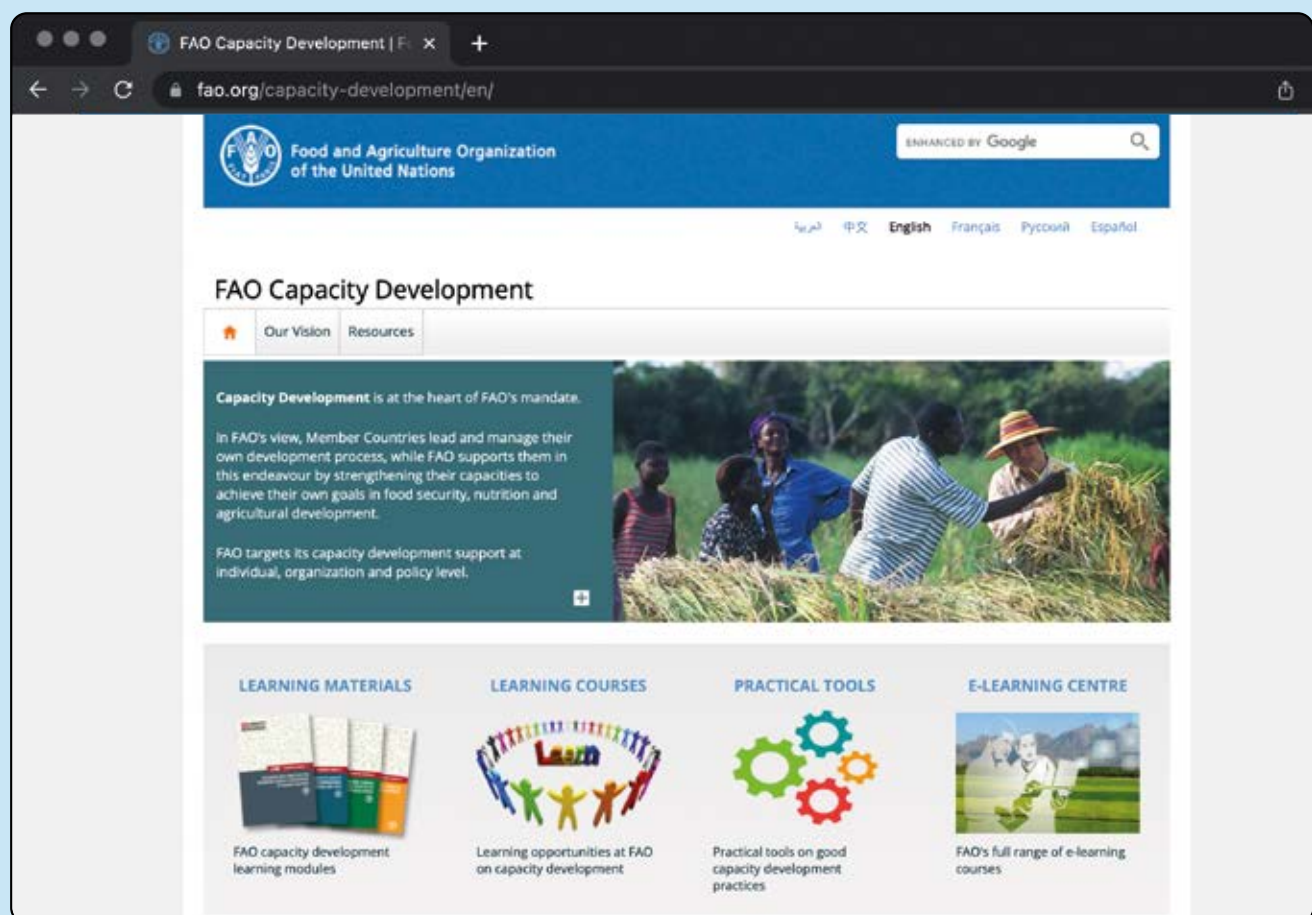 FAO Capacity Development | F
fao.org/capacity-development/en/
Food and Agriculture Organization
of the United Nations
ENHANCED BY Google
العربية 中文 English Français Русский Español
FAO Capacity Development
Our Vision Resources
Capacity Development is at the heart of FAO's mandate.
In FAO's view, Member Countries lead and manage their
own development process, while FAO supports them in
this endeavour by strengthening their capacities to
achieve their own goals in food security, nutrition and
agricultural development.
FAO targets its capacity development support at
individual, organization and policy level.
LEARNING MATERIALS LEARNING COURSES PRACTICAL TOOLS E-LEARNING CENTRE
Learn
FAO capacity development Learning opportunities at FAO Practical tools on good FAO's full range of e-learning
learning modules on capacity development capacity development courses
practices